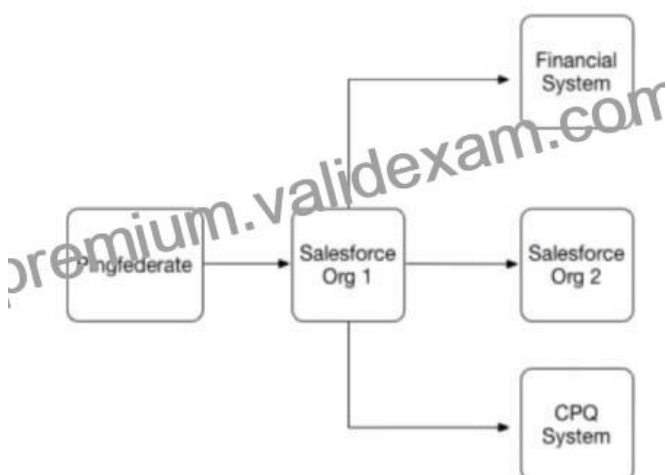 Financial
System
premium.validexam.com
Pingfederate
Salesforce
Org 1
Salesforce
Org 2
CPQ
System